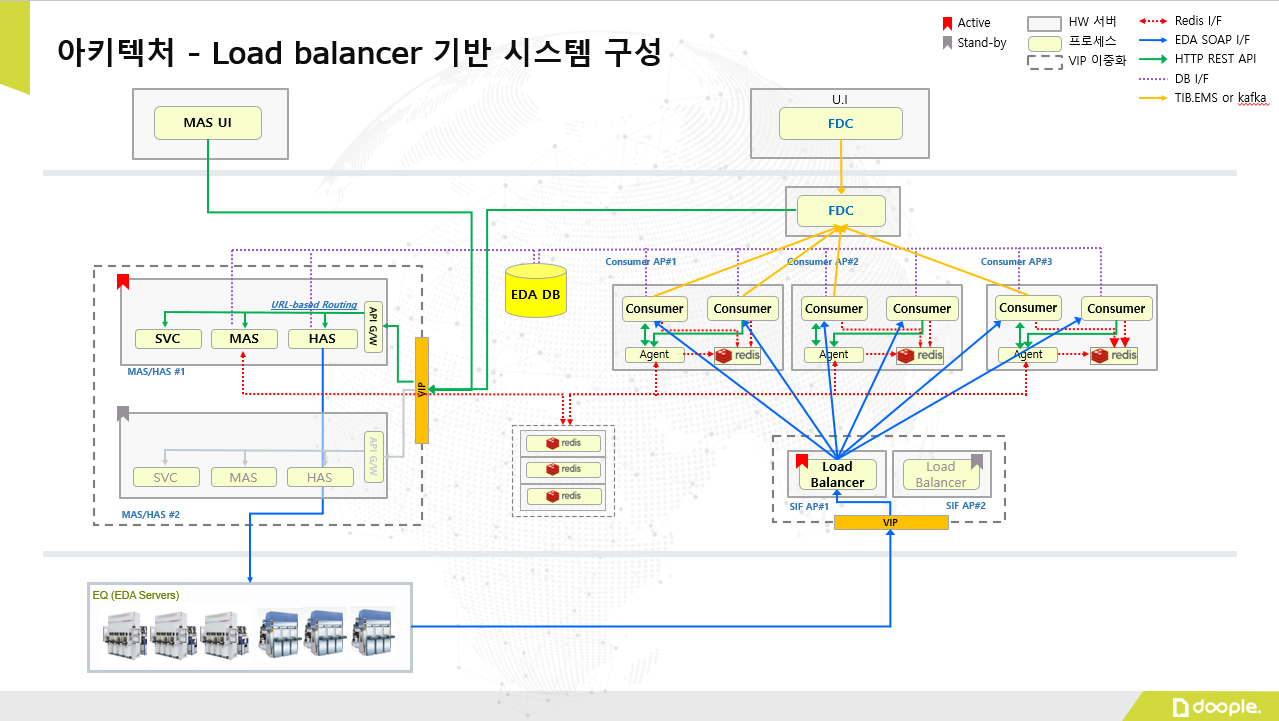 아키텍처 - Load balancer 기반 시스템 구성
Active
Stand-by
HW 서버
프로세스
VIP 이중화
Redis I/F
EDA SOAP I/F
HTTP REST API
DB I/F
TIB.EMS or kafka
MAS UI
U.I
FDC
FDC
Consumer AP#1
Consumer AP#2
Consumer AP#3
EDA DB
URL-based Routing
API G/W
SVC
MAS
HAS
MAS/HAS #1
VIP
Consumer
Consumer
Agent
redis
Consumer
Consumer
Agent
redis
Consumer
Consumer
Agent
redis
API G/W
SVC
MAS
HAS
MAS/HAS #2
redis
redis
redis
Load
Balancer
Load
Balancer
SIF AP#1
SIF AP#2
VIP
EQ (EDA Servers)
doople.